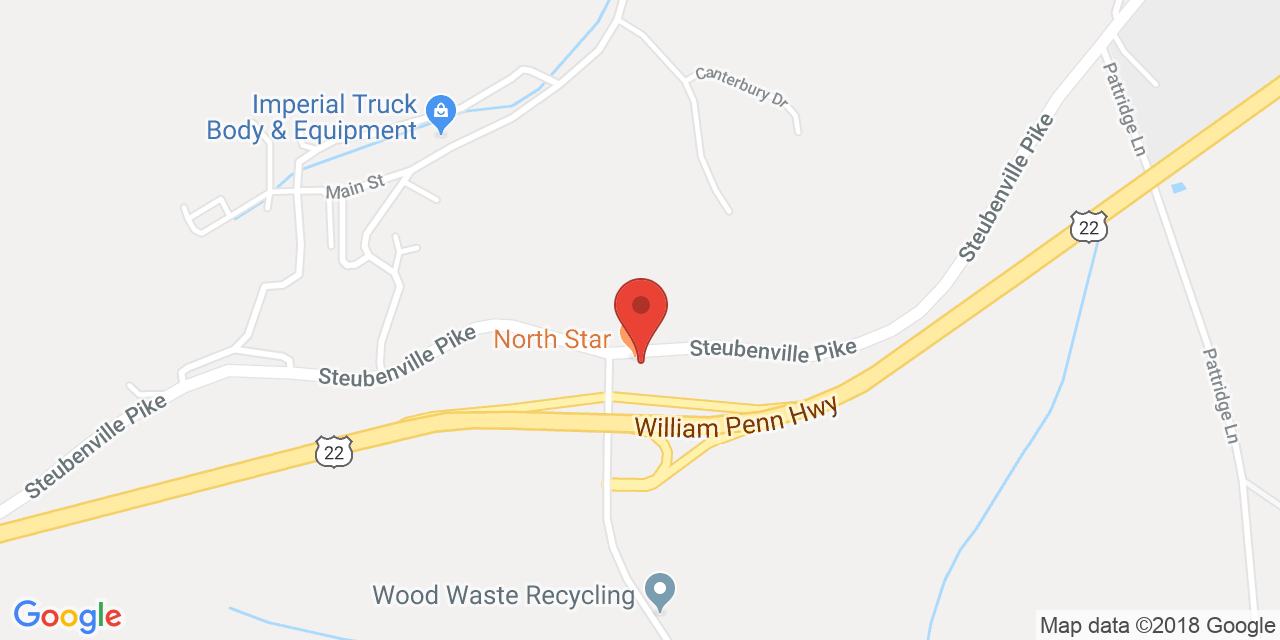 Canterbury Dr
Imperial Truck
Body & Equipment
Pattridge Ln
Main St
Steubenville Pike
22
North Star
Steubenville Pike
Steubenville Pike
Steubenville Pike
William Penn Hwy
22
Pattridge Ln
Wood Waste Recycling
Google
Map data ©2018 Google